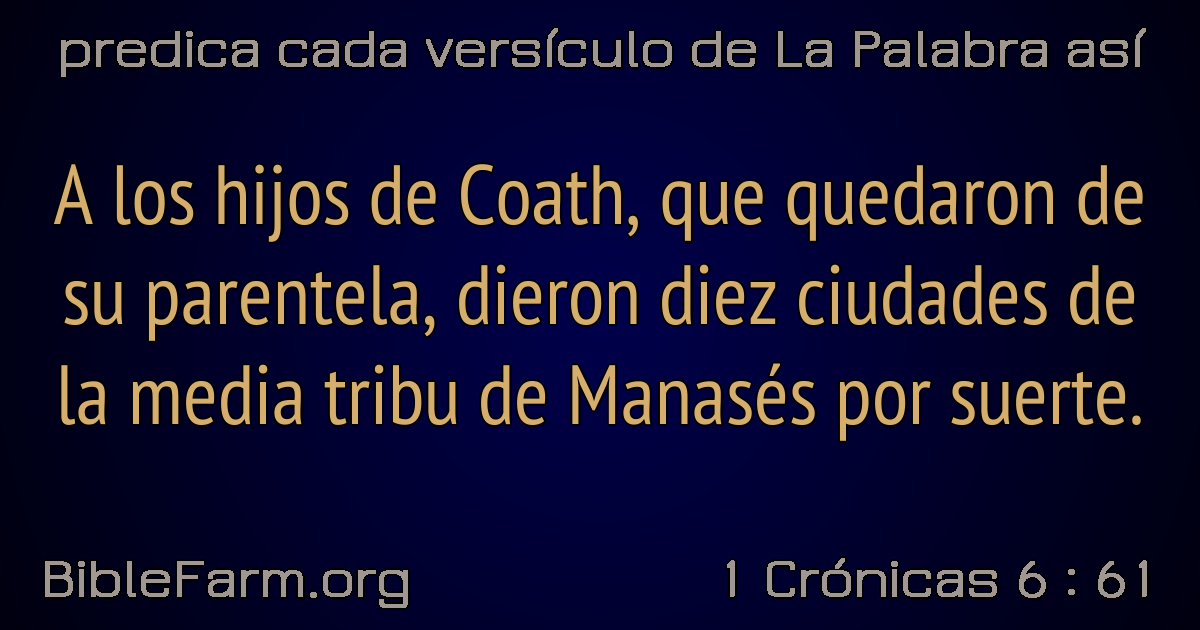 predica cada versículo de La Palabra así
A los hijos de Coath, que quedaron de
su parentela, dieron diez ciudades de
la media tribu de Manasés por suerte.
BibleFarm.org
1 Crónicas 6 : 61